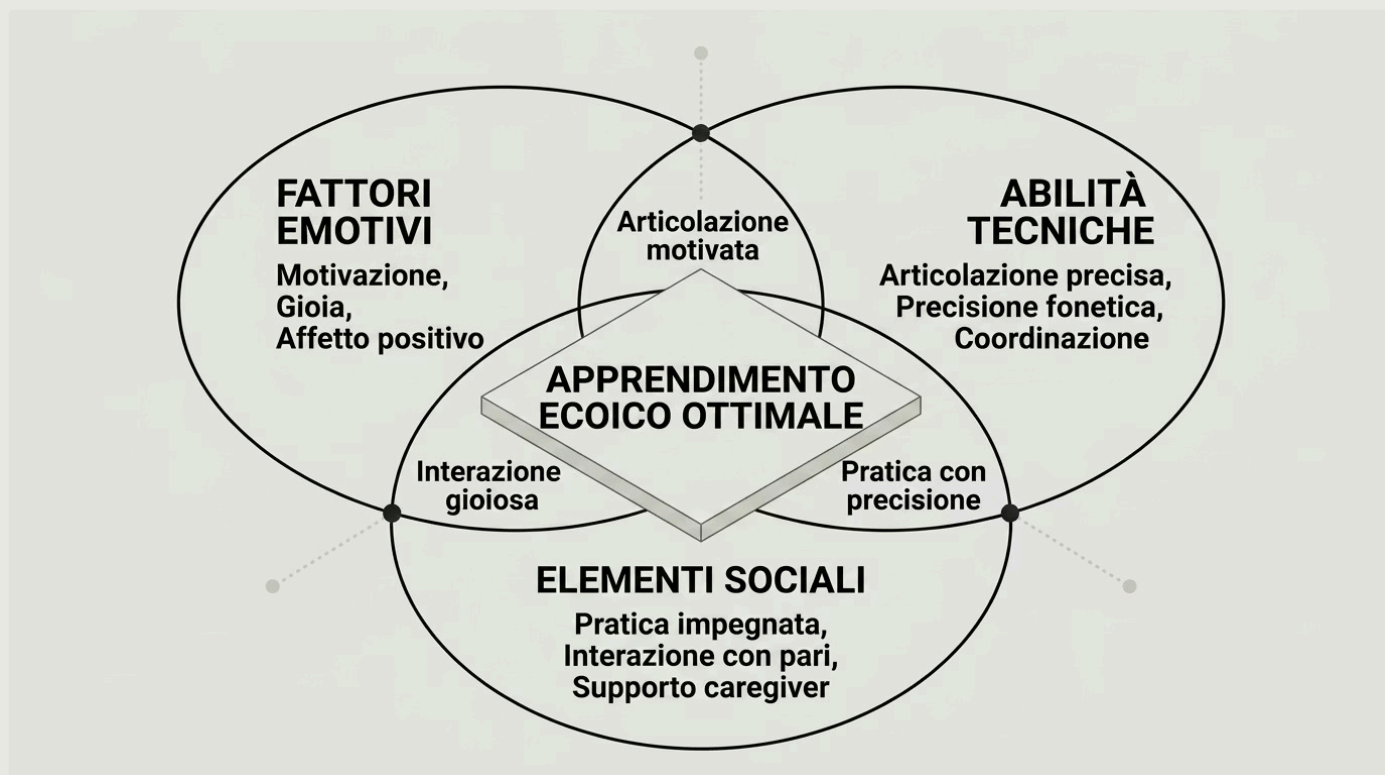 FATTORI
EMOTIVI
Motivazione,
Gioia,
Affetto positivo
Articolazione
motivata
ABILITÀ
TECNICHE
Articolazione precisa,
Precisione fonetica,
Coordinazione
APPRENDIMENTO
ECOICO OTTIMALE
Interazione
gioiosa
Pratica con
precisione
ELEMENTI SOCIALI
Pratica impegnata,
Interazione con pari,
Supporto caregiver